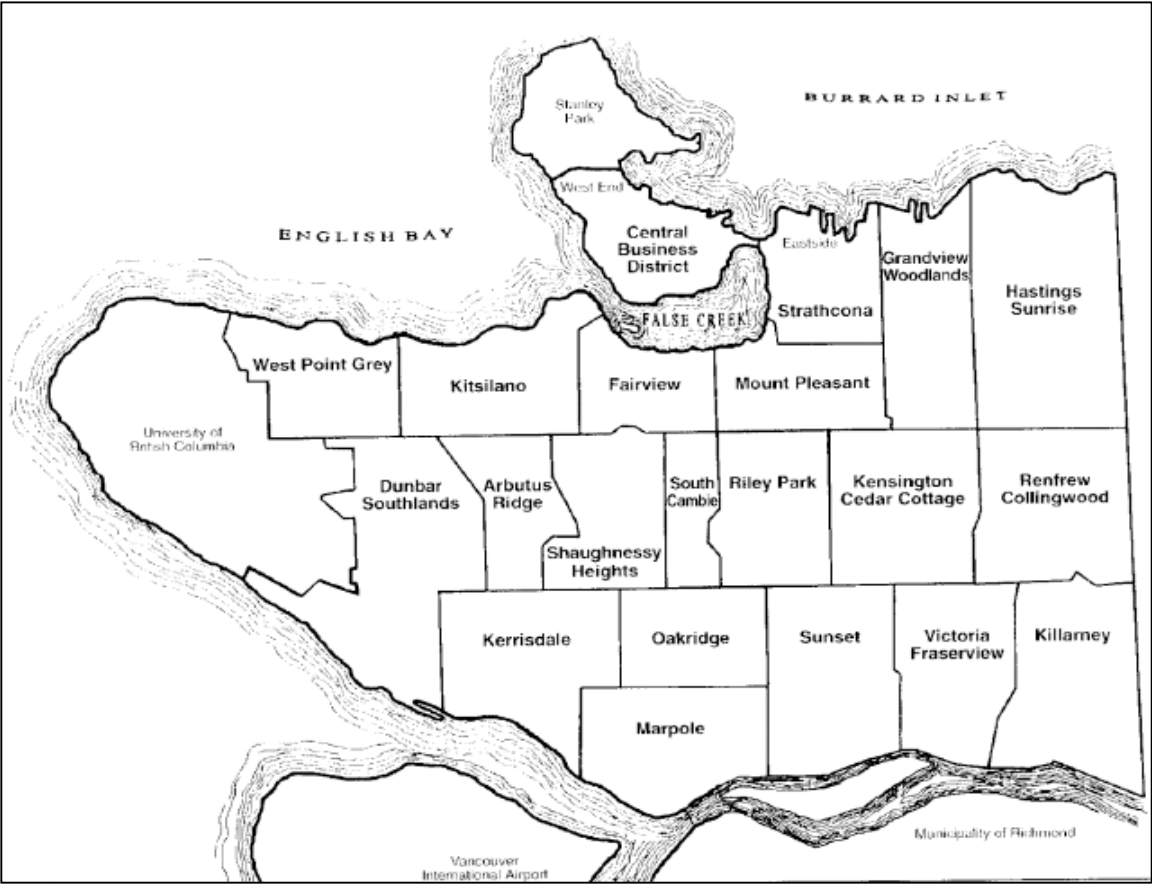 BURRARD INLET
Stanley
Park
West End
ENGLISH BAY
Central
Business
District
Eastside
Grandview
Woodlands
Hastings
Sunrise
FALSE CREEK
Strathcona
West Point Grey
Kitsilano
Fairview
Mount Pleasant
University of
British Columbia
Dunbar
Southlands
Arbutus
Ridge
South
Cambie
Riley Park
Kensington
Cedar Cottage
Renfrew
Collingwood
Shaughnessy
Heights
Kerrisdale
Oakridge
Sunset
Victoria
Fraserview
Killarney
Marpole
Municipality of Richmond
Vancouver
International Airport